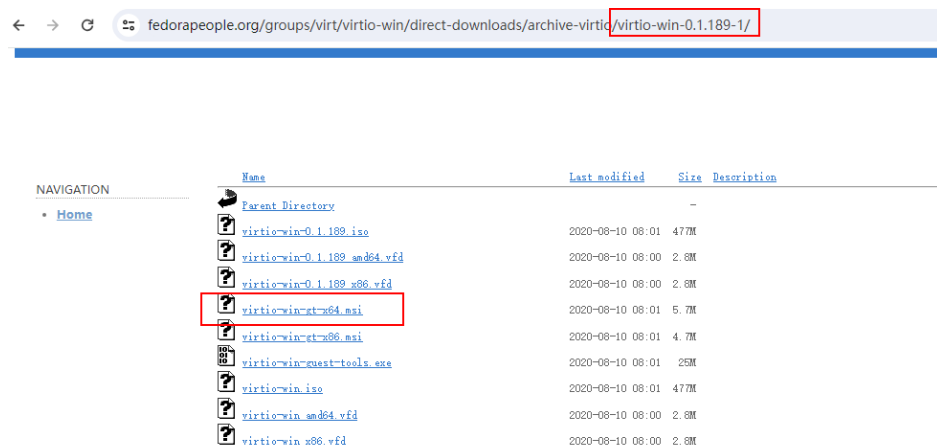 fedorapeople.org/groups/virt/virtio-win/direct-downloads/archive-virtio/virtio-win-0.1.189-1/
NAVIGATION
• Home
Name Last modified Size Description
Parent Directory -
virtio-win-0.1.189.iso 2020-08-10 08:01 477M
virtio-win-0.1.189_amd64.vfd 2020-08-10 08:00 2.8M
virtio-win-0.1.189_x86.vfd 2020-08-10 08:00 2.8M
virtio-win-gt-x64.msi 2020-08-10 08:01 5.7M
virtio-win-gt-x86.msi 2020-08-10 08:01 4.7M
virtio-win-guest-tools.exe 2020-08-10 08:01 25M
virtio-win.iso 2020-08-10 08:01 477M
virtio-win_amd64.vfd 2020-08-10 08:00 2.8M
virtio-win_x86.vfd 2020-08-10 08:00 2.8M